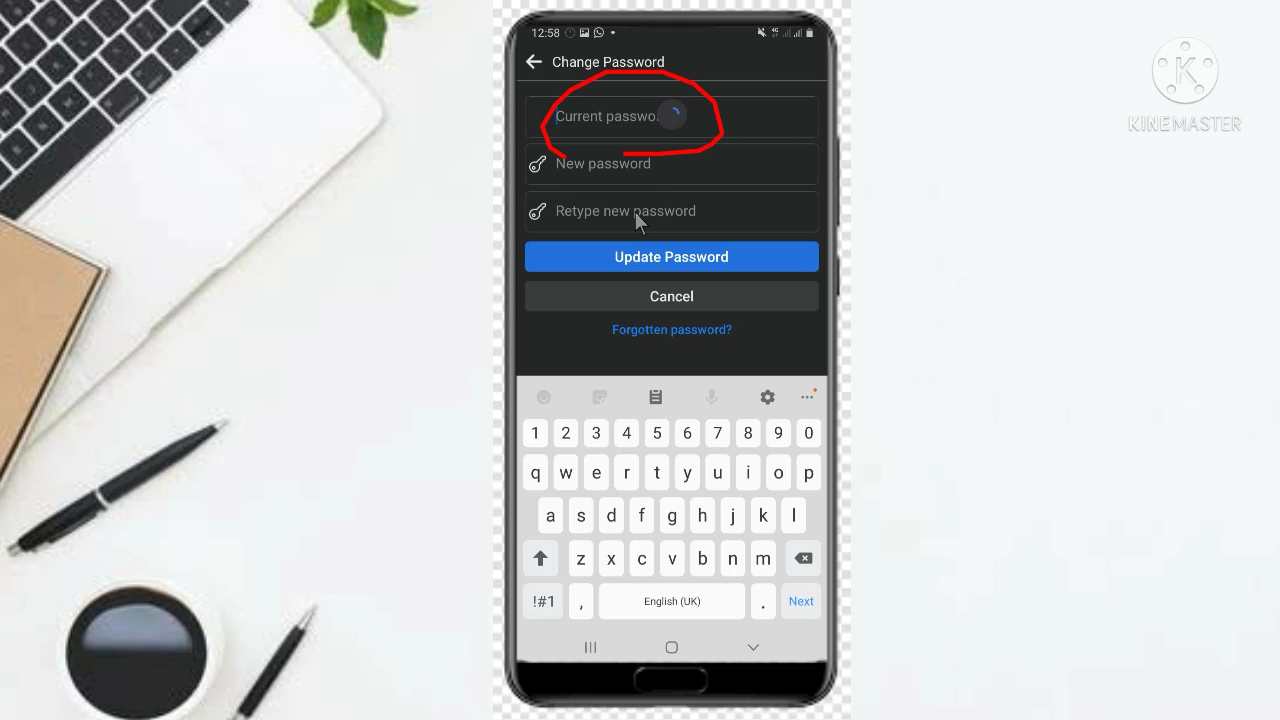 12:58
Change Password
Current passwo
New password
Retype new password
Update Password
Cancel
Forgotten password?
1 2 3 4 5 6 7 8 9 0
q w e r t y u i o p
a s d f g h j k l
z x c v b n m
!#1 , English (UK) . Next
K
KINEMASTER